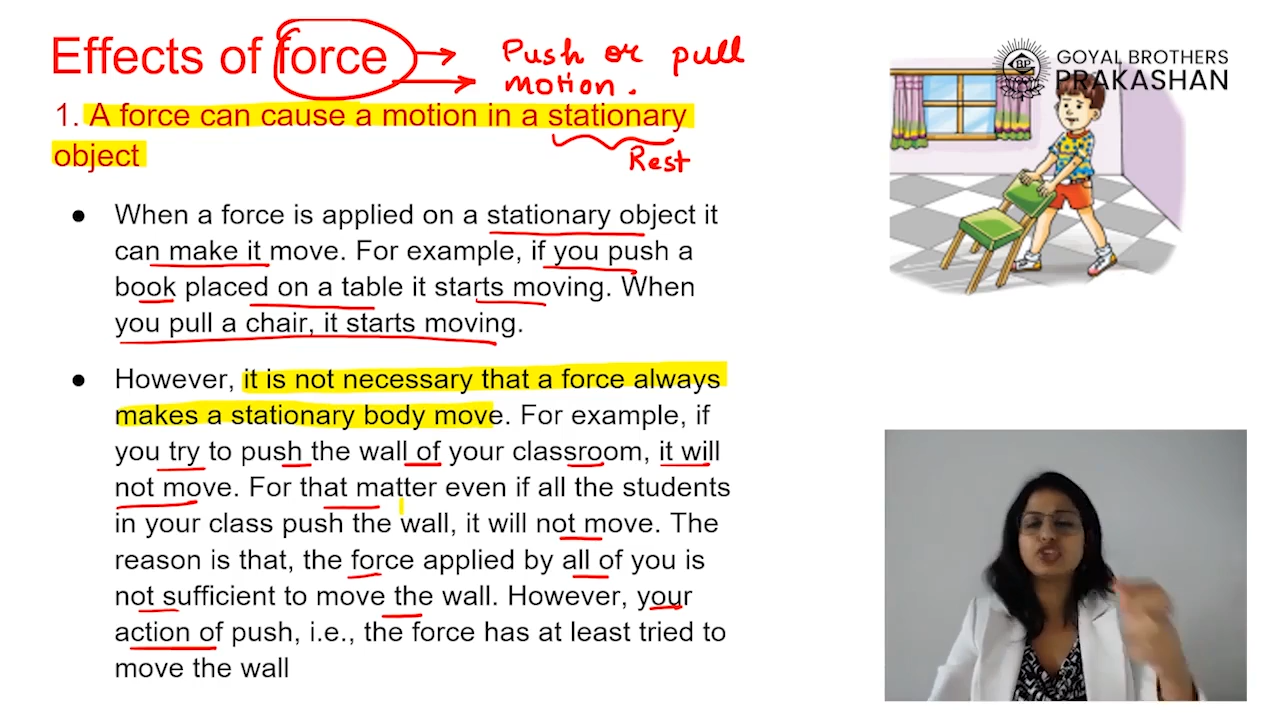 Effects of force → Push or pull
→ motion.
1. A force can cause a motion in a stationary
object
Rest
● When a force is applied on a stationary object it
can make it move. For example, if you push a
book placed on a table it starts moving. When
you pull a chair, it starts moving.
● However, it is not necessary that a force always
makes a stationary body move. For example, if
you try to push the wall of your classroom, it will
not move. For that matter even if all the students
in your class push the wall, it will not move. The
reason is that, the force applied by all of you is
not sufficient to move the wall. However, your
action of push, i.e., the force has at least tried to
move the wall
GBP
GOYAL BROTHERS
PRAKASHAN